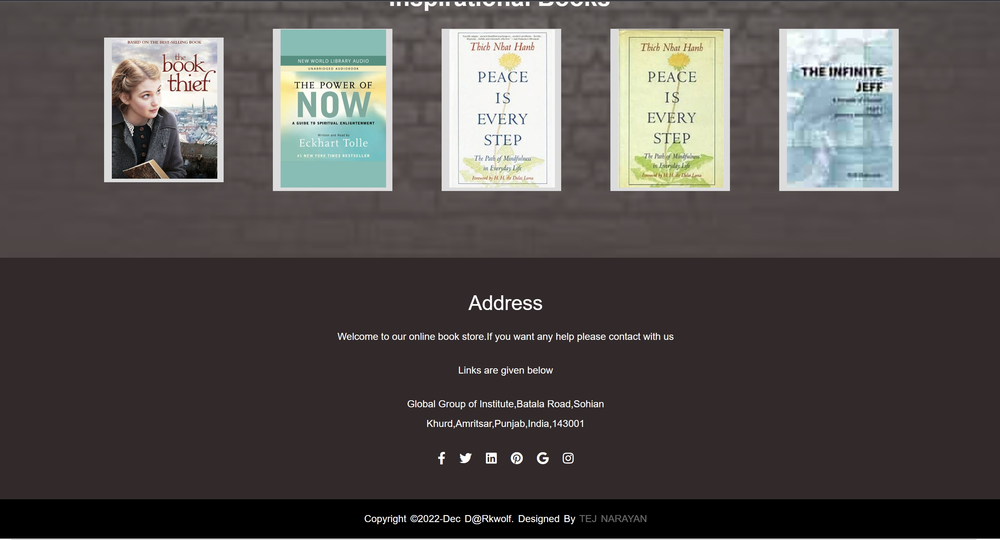 Inspirational Books
BASED ON THE BEST-SELLING BOOK
the
book
thief
NEW WORLD LIBRARY AUDIO
UNABRIDGED AUDIOBOOK
THE POWER OF
NOW
A GUIDE TO SPIRITUAL ENLIGHTENMENT
Written and Read by
Eckhart Tolle
#1 NEW YORK TIMES BESTSELLER
Thich Nhat Hanh
PEACE
IS
EVERY
STEP
The Path of Mindfulness
in Everyday Life
Foreword by H. H. the Dalai Lama
Thich Nhat Hanh
PEACE
IS
EVERY
STEP
The Path of Mindfulness
in Everyday Life
Foreword by H. H. the Dalai Lama
THE INFINITE
JEFF
Address
Welcome to our online book store.If you want any help please contact with us
Links are given below
Global Group of Institute,Batala Road,Sohian
Khurd,Amritsar,Punjab,India,143001
Copyright ©2022-Dec D@Rkwolf. Designed By TEJ NARAYAN